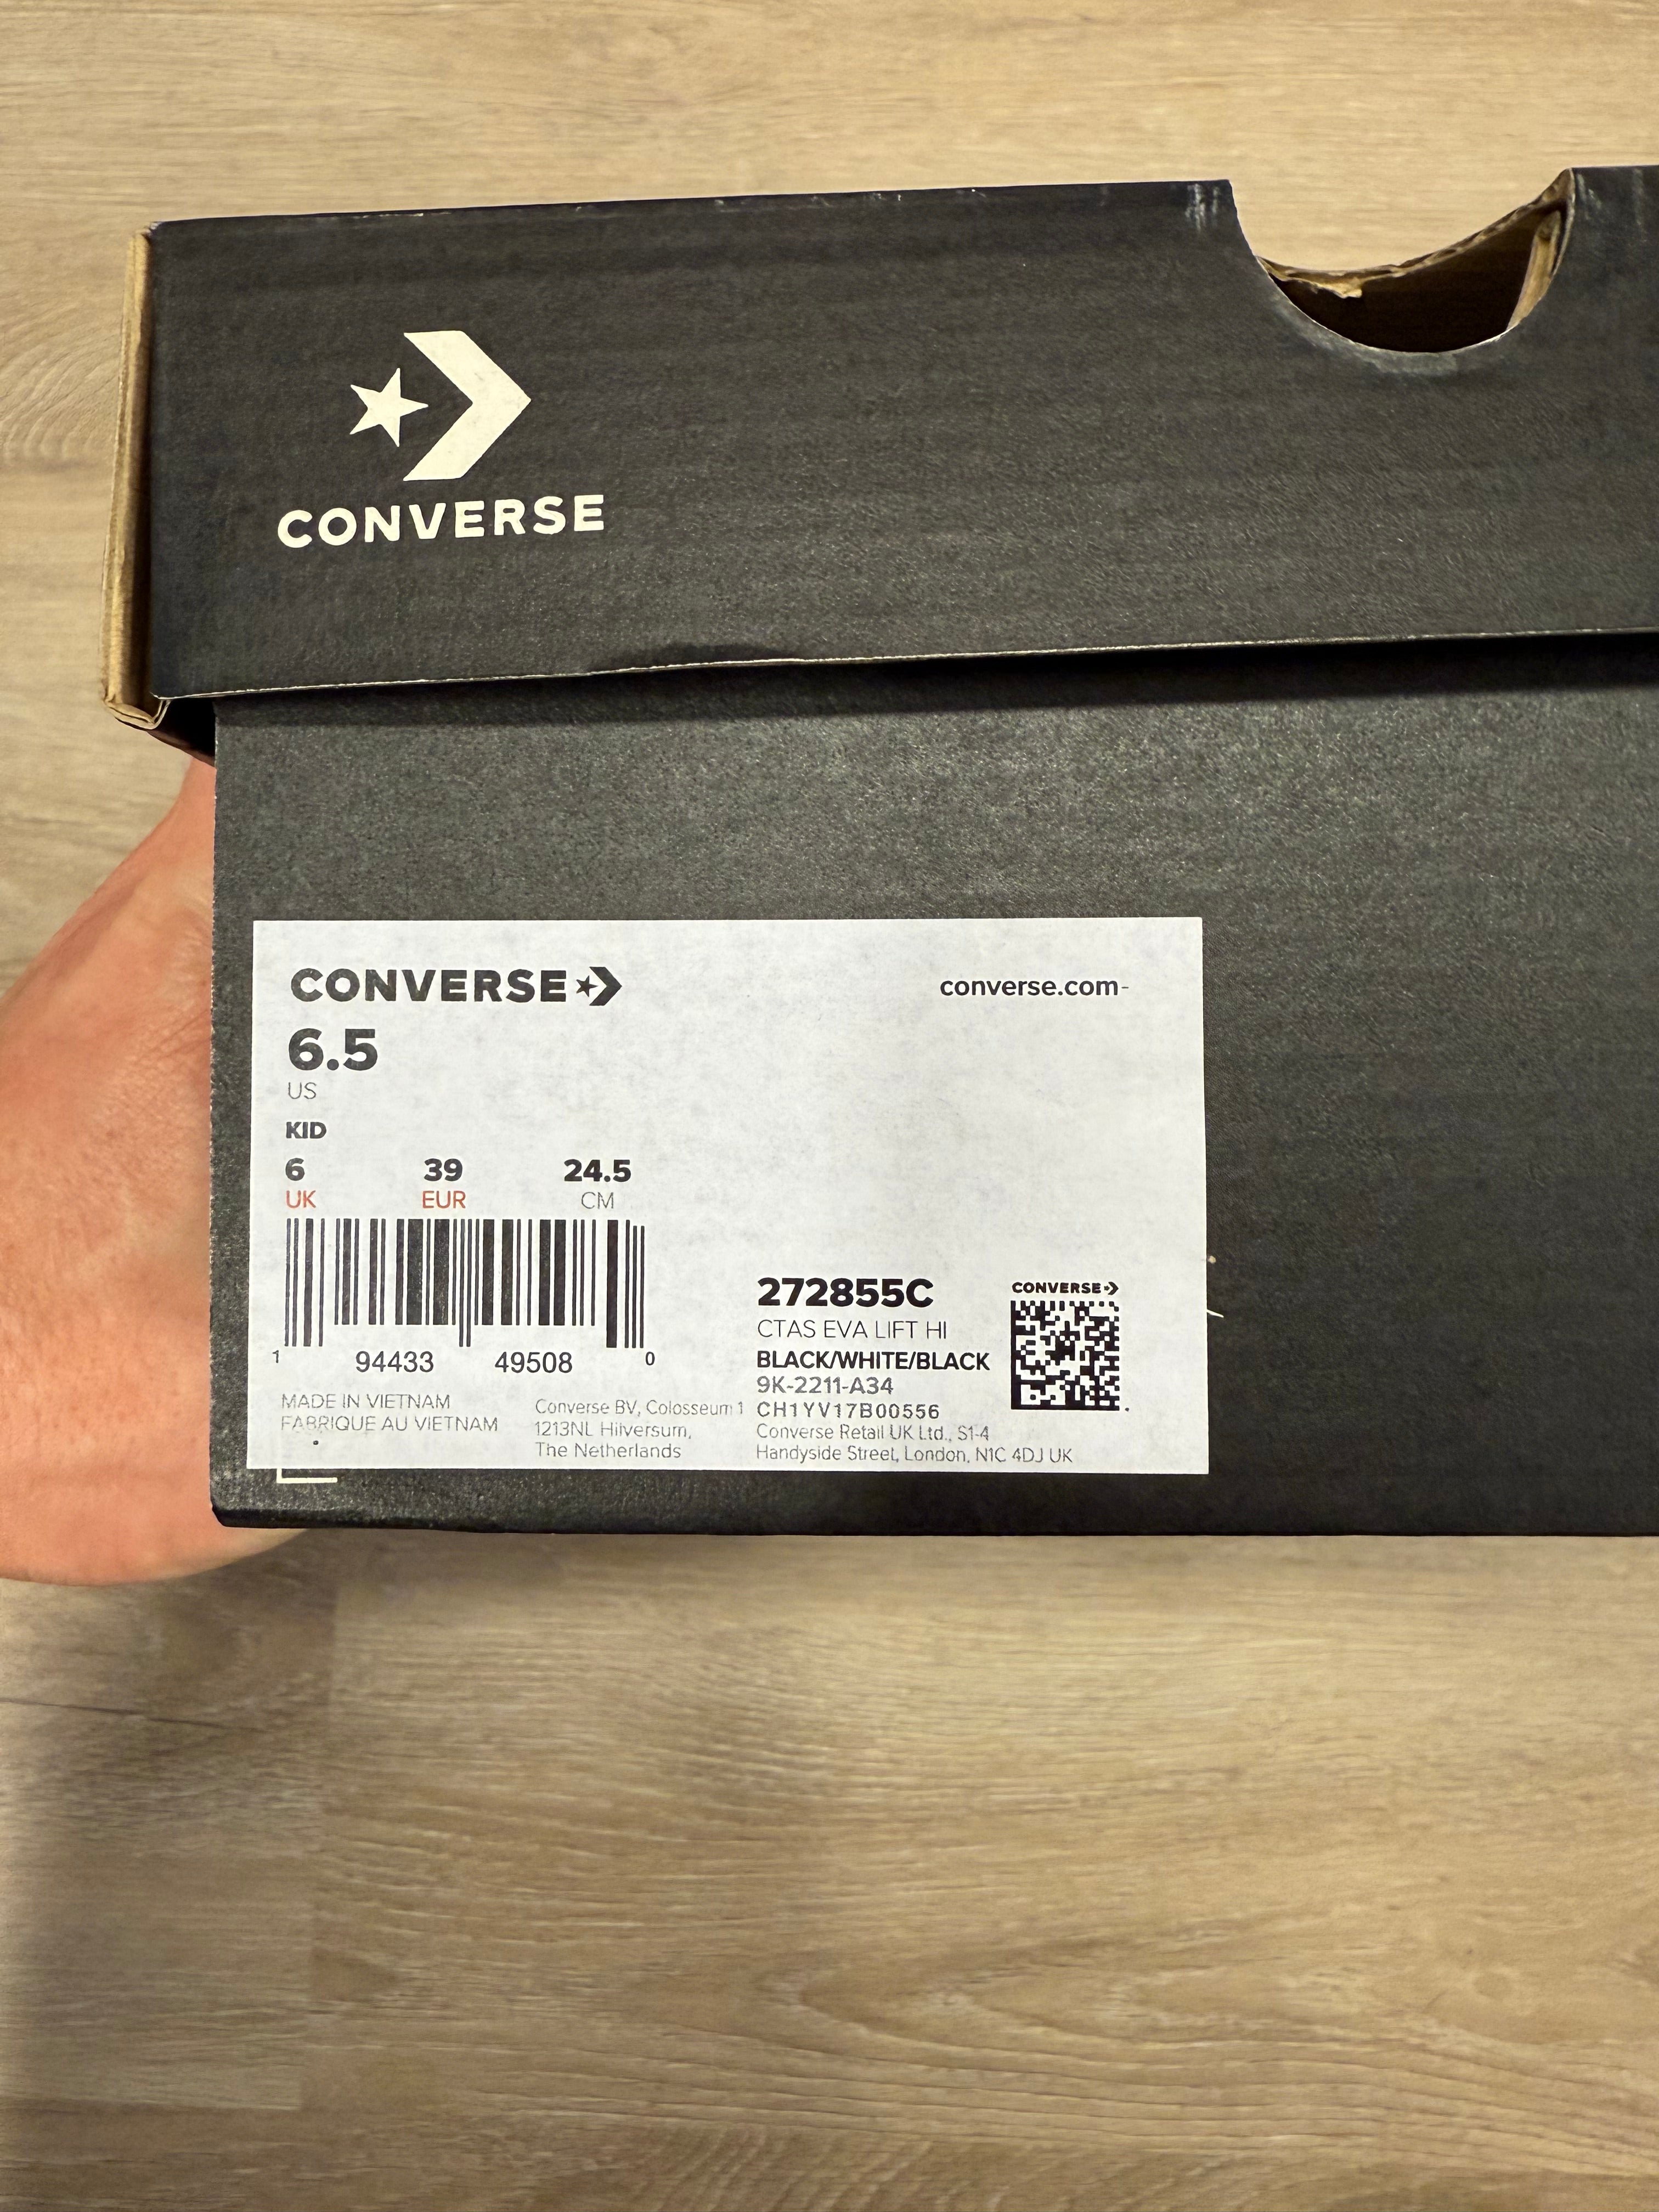 CONVERSE
CONVERSE
converse.com-
6.5
US
KID
6 39 24.5
UK EUR CM
1 94433 49508 0
MADE IN VIETNAM
FABRIQUE AU VIETNAM
Converse BV, Colosseum 1
1213NL Hilversum,
The Netherlands
272855C
CTAS EVA LIFT HI
BLACK/WHITE/BLACK
9K-2211-A34
CH1YV17B00556
Converse Retail UK Ltd., S1-4
Handyside Street, London, N1C 4DJ UK
CONVERSE